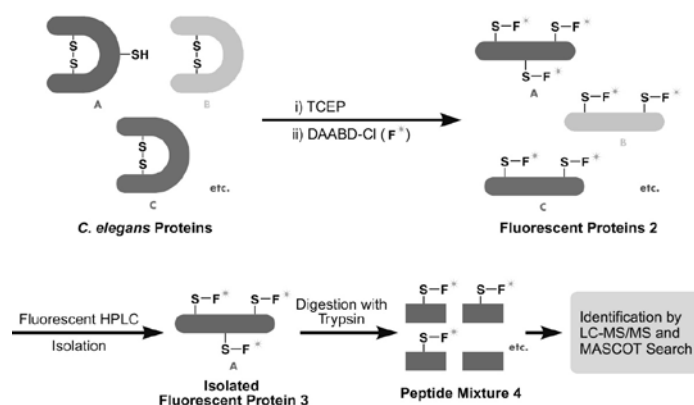 S-F* S-F*
S
S
SH
S
S
A
B
S-F*
A
i) TCEP
ii) DAABD-Cl (F*)
S-F* S-F*
B
S
S
S-F* S-F*
etc.
etc.
C
C
C. elegans Proteins
Fluorescent Proteins 2
S-F* S-F*
S-F* S-F*
Fluorescent HPLC
Isolation
Digestion with
Trypsin
S-F*
S-F*
etc.
A
Isolated
Fluorescent Protein 3
Peptide Mixture 4
Identification by
LC-MS/MS and
MASCOT Search